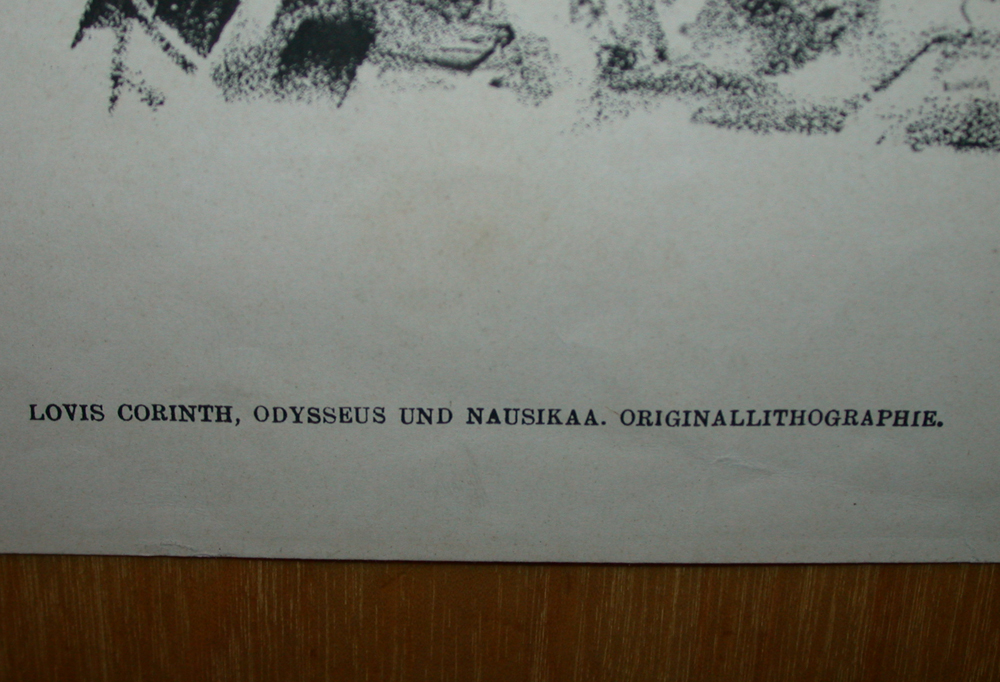 LOVIS CORINTH, ODYSSEUS UND NAUSIKAA. ORIGINALLITHOGRAPHIE.